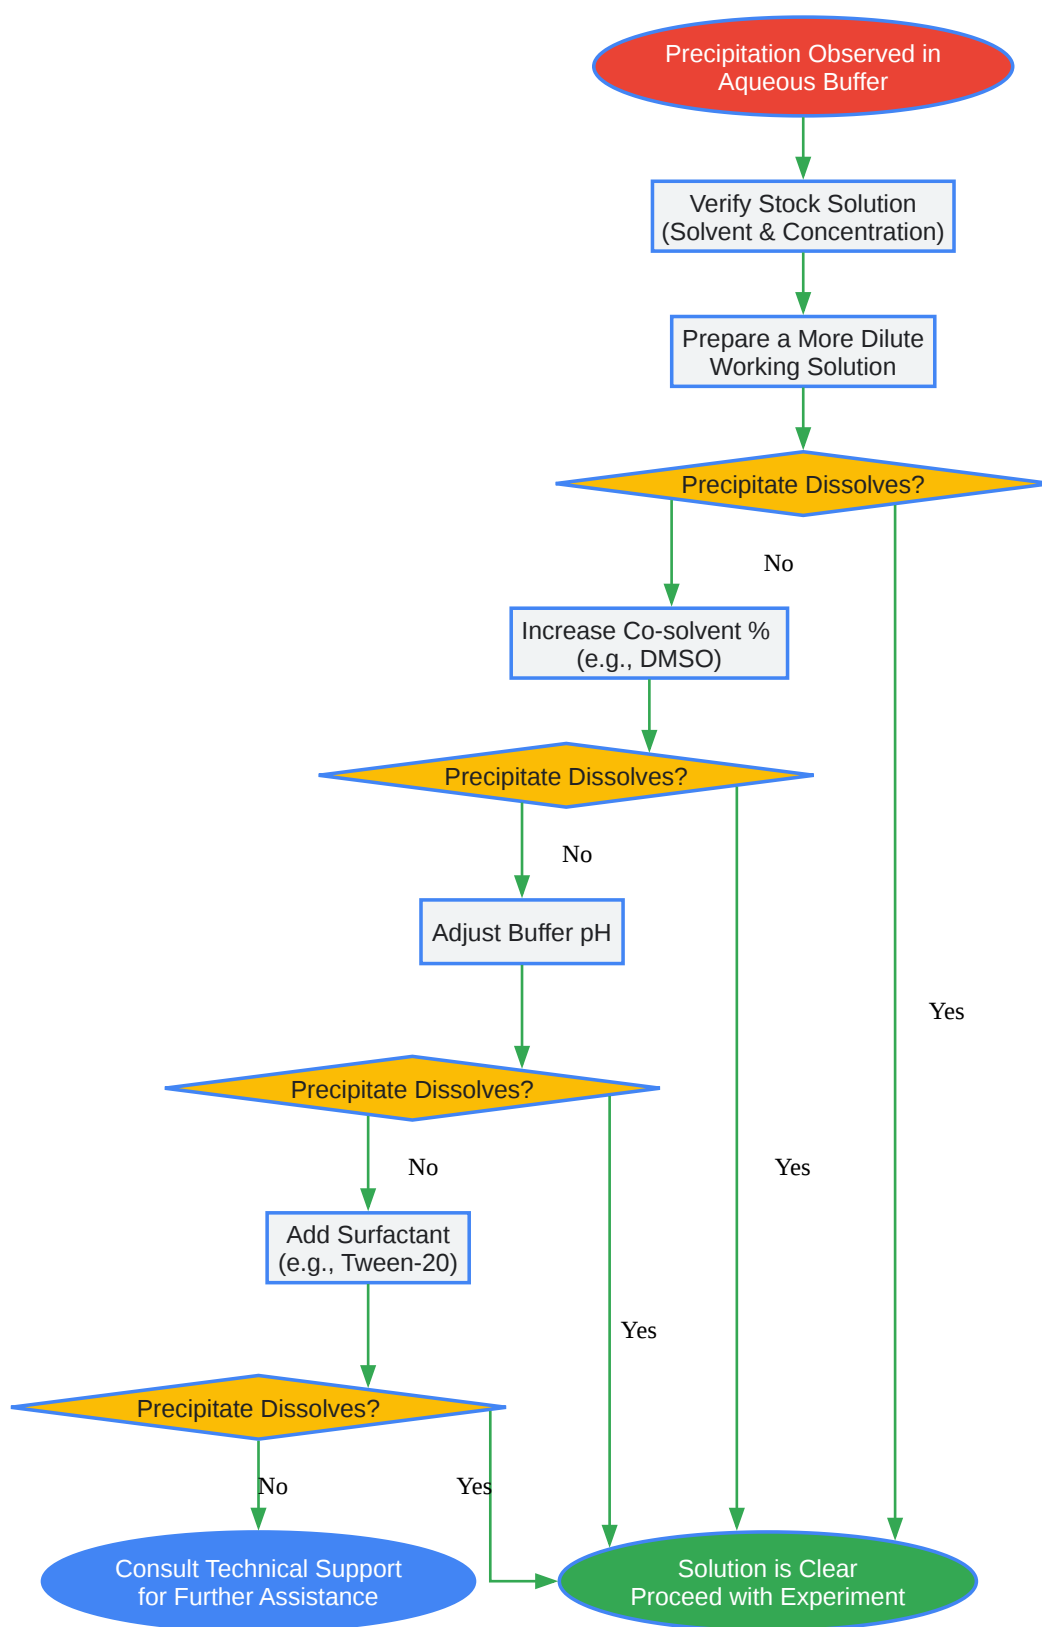 Precipitation Observed in
Aqueous Buffer
Verify Stock Solution
(Solvent & Concentration)
Prepare a More Dilute
Working Solution
Precipitate Dissolves?
No
Increase Co-solvent %
(e.g., DMSO)
Precipitate Dissolves?
No
Adjust Buffer pH
Yes
Precipitate Dissolves?
No
Yes
Add Surfactant
(e.g., Tween-20)
Yes
Precipitate Dissolves?
No
Yes
Consult Technical Support
for Further Assistance
Solution is Clear
Proceed with Experiment